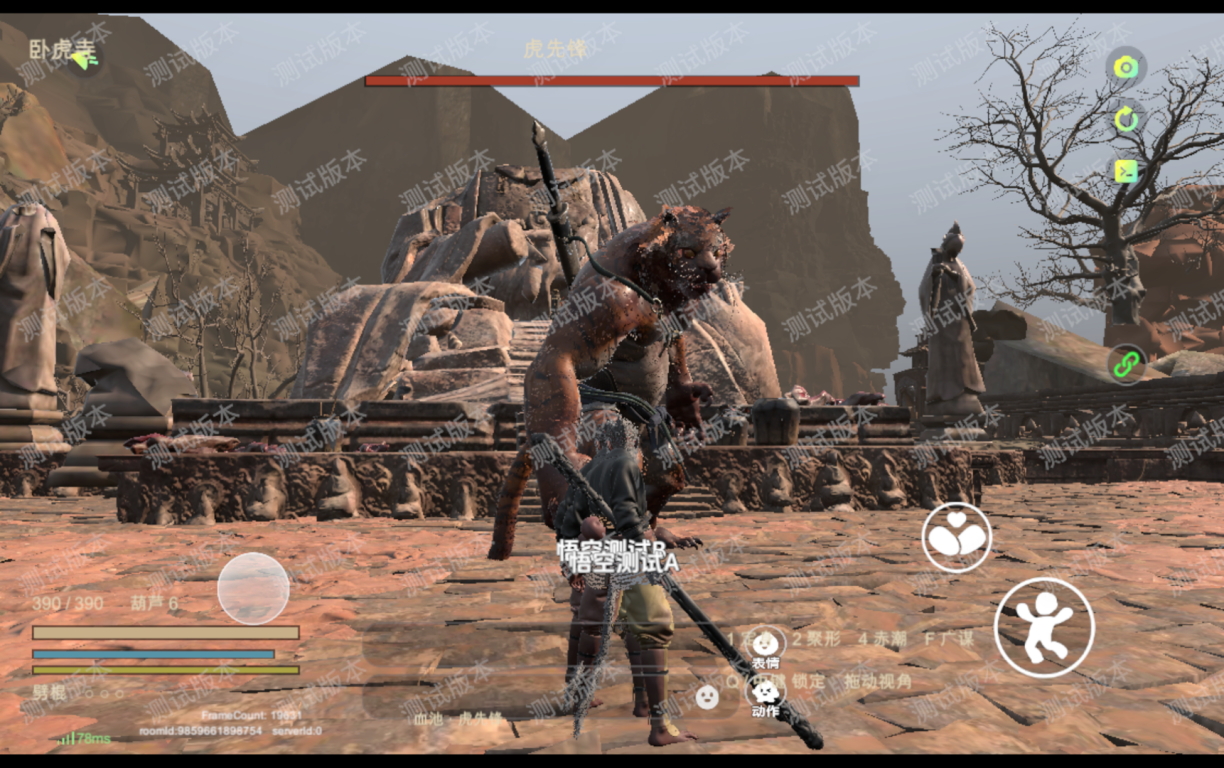 卧虎寺
虎先锋
悟空测试B
悟空测试A
390 / 390 葫芦 6
2 聚形 4 赤潮 F 广谋
表情
锁定 拖动视角
劈棍
动作
血池 · 虎先锋
FrameCount: 19831
roomId:9859661898754 serverId:0
78ms
测试版本